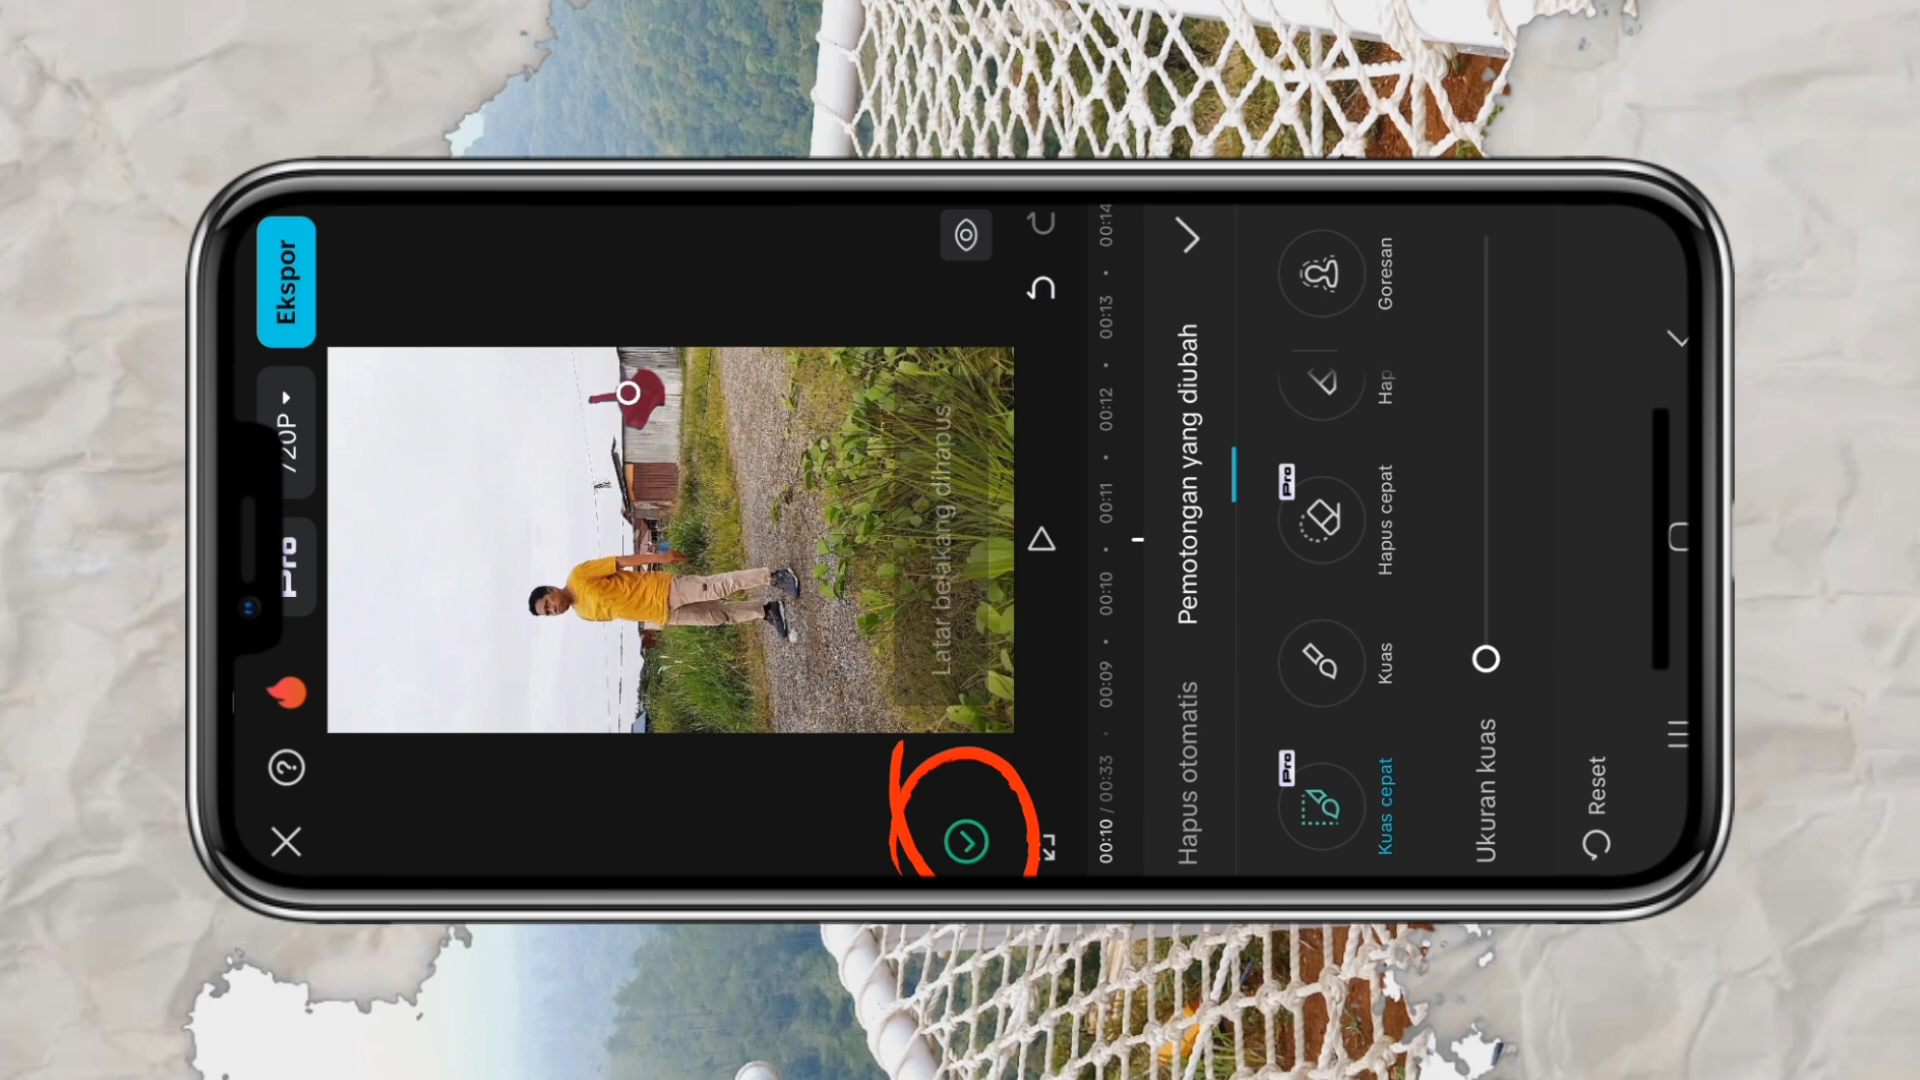 Ekspor
720P
Pro
Latar belakang dihapus
00:10 / 00:33
00:09
00:10
00:11
00:12
00:13
00:14
Hapus otomatis
Pemotongan yang diubah
Pro
Pro
Kuas cepat
Kuas
Hapus cepat
Hap
Goresan
Ukuran kuas
Reset